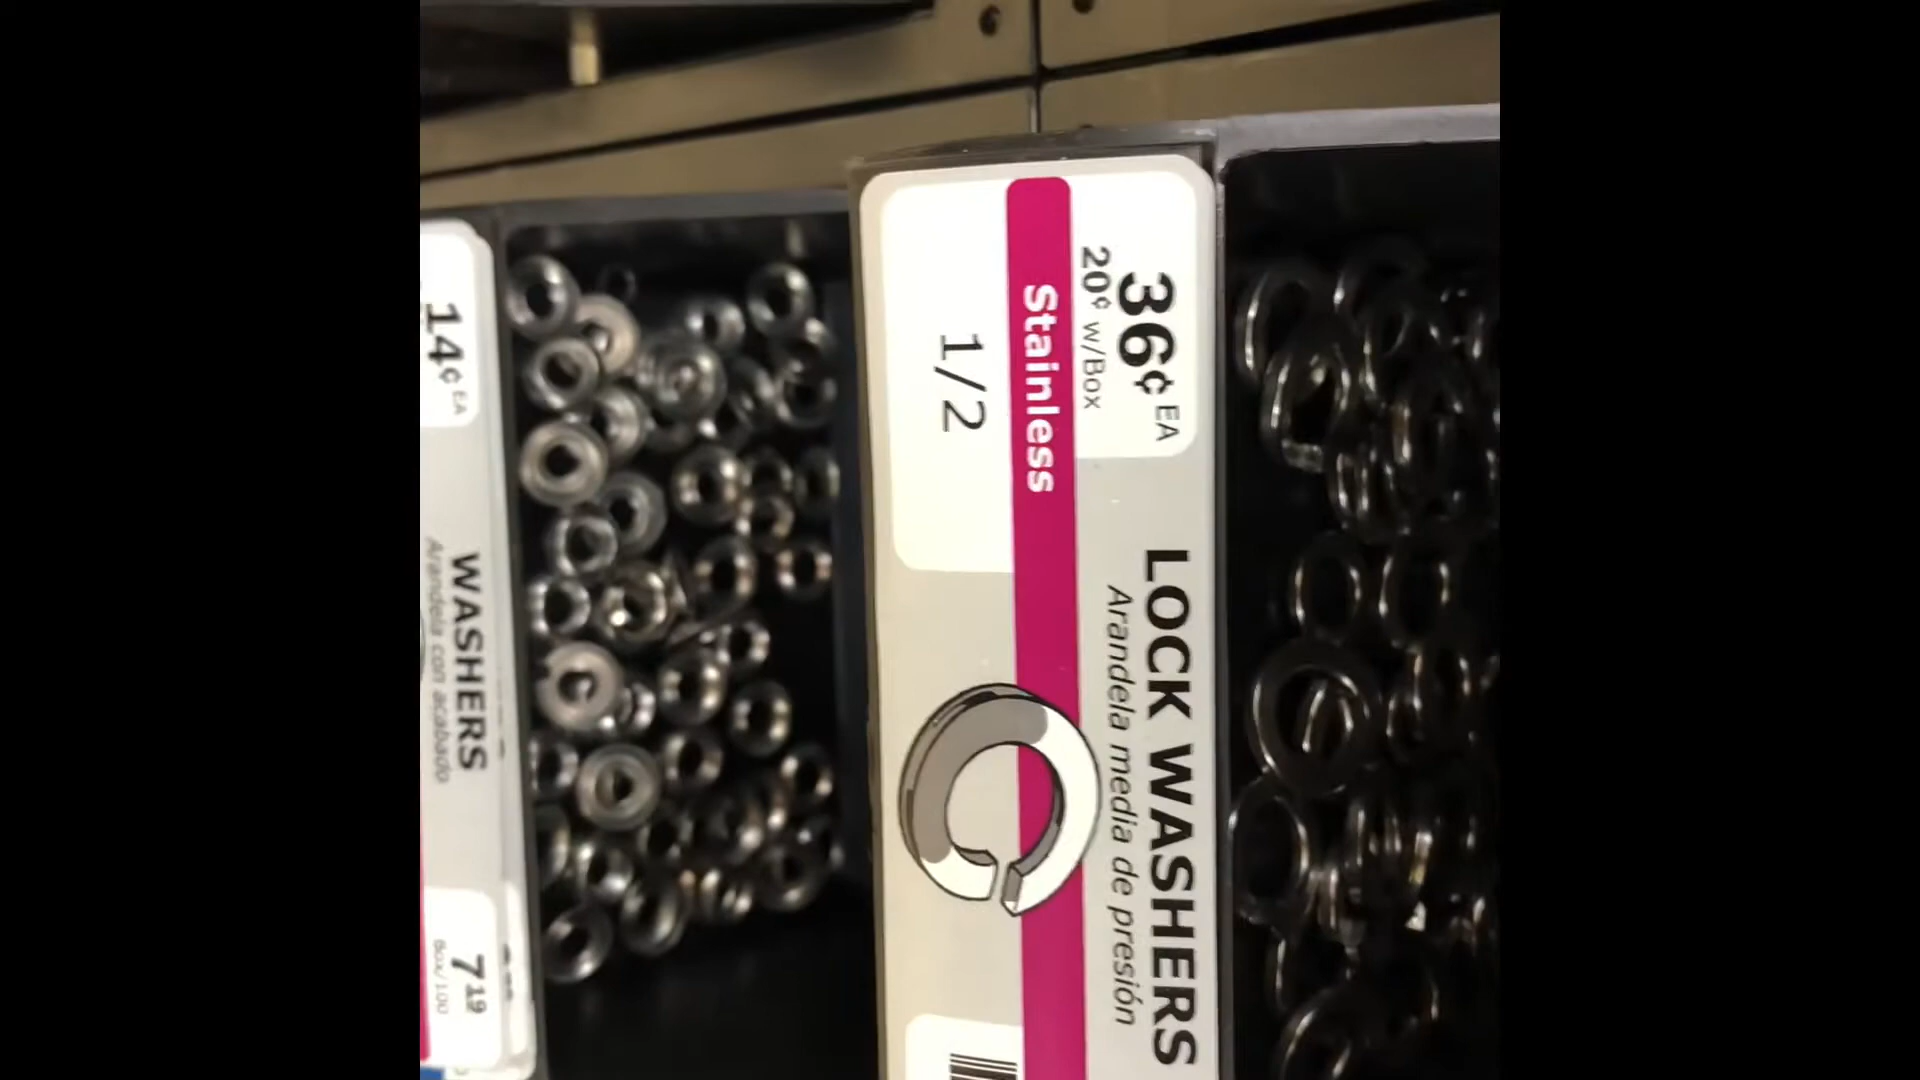 36¢ EA
20¢ w/Box
Stainless
1/2
LOCK WASHERS
Arandela media de presión
14¢ EA
WASHERS
Arandela con acabado
7 19
Box/100